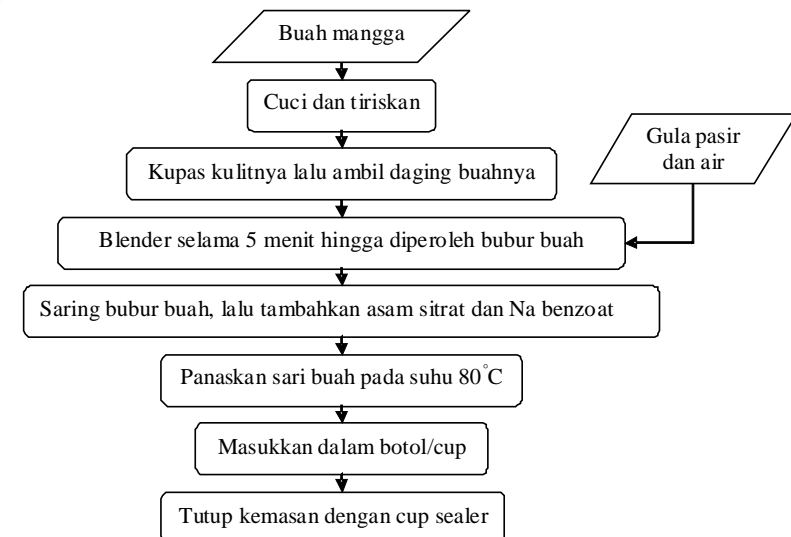 Buah mangga
Cuci dan tiriskan
Gula pasir
dan air
Kupas kulitnya lalu ambil daging buahnya
Blender selama 5 menit hingga diperoleh bubur buah
Saring bubur buah, lalu tambahkan asam sitrat dan Na benzoat
Panaskan sari buah pada suhu 80°C
Masukkan dalam botol/cup
Tutup kemasan dengan cup sealer